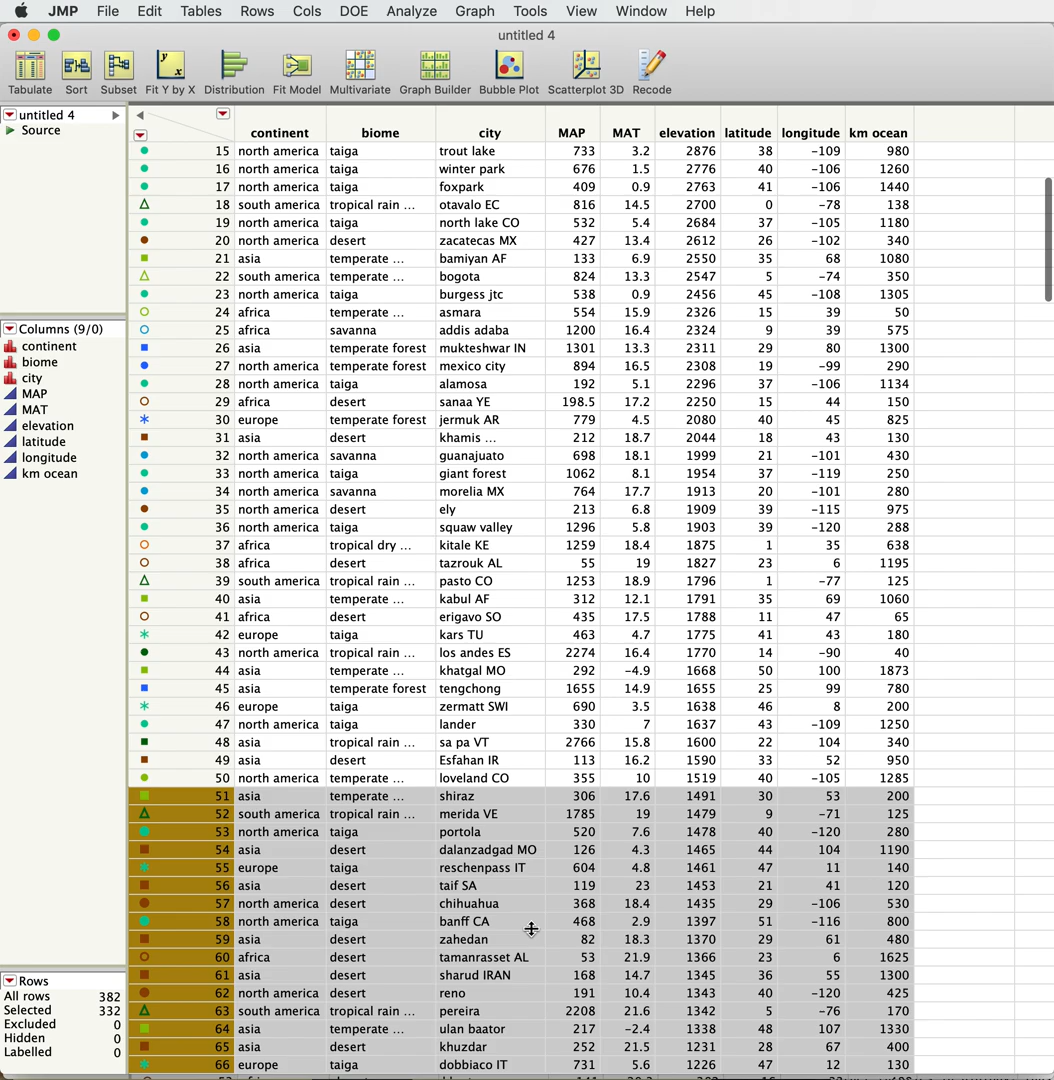 JMP File Edit Tables Rows Cols DOE Analyze Graph Tools View Window Help
untitled 4
Tabulate Sort Subset Fit Y by X Distribution Fit Model Multivariate Graph Builder Bubble Plot Scatterplot 3D Recode
untitled 4
Source
Columns (9/0)
continent
biome
city
MAP
MAT
elevation
latitude
longitude
km ocean
Rows
All rows 382
Selected 332
Excluded 0
Hidden 0
Labelled 0
continent biome city MAP MAT elevation latitude longitude km ocean
15 north america taiga trout lake 733 3.2 2876 38 -109 980
16 north america taiga winter park 676 1.5 2776 40 -106 1260
17 north america taiga foxpark 409 0.9 2763 41 -106 1440
18 south america tropical rain ... otavalo EC 816 14.5 2700 0 -78 138
19 north america taiga north lake CO 532 5.4 2684 37 -105 1180
20 north america desert zacatecas MX 427 13.4 2612 26 -102 340
21 asia temperate ... bamiyan AF 133 6.9 2550 35 68 1080
22 south america temperate ... bogota 824 13.3 2547 5 -74 350
23 north america taiga burgess jtc 538 0.9 2456 45 -108 1305
24 africa temperate ... asmara 554 15.9 2326 15 39 50
25 africa savanna addis adaba 1200 16.4 2324 9 39 575
26 asia temperate forest mukteshwar IN 1301 13.3 2311 29 80 1300
27 north america temperate forest mexico city 894 16.5 2308 19 -99 290
28 north america taiga alamosa 192 5.1 2296 37 -106 1134
29 africa desert sanaa YE 198.5 17.2 2250 15 44 150
30 europe temperate forest jermuk AR 779 4.5 2080 40 45 825
31 asia desert khamis ... 212 18.7 2044 18 43 130
32 north america savanna guanajuato 698 18.1 1999 21 -101 430
33 north america taiga giant forest 1062 8.1 1954 37 -119 250
34 north america savanna morelia MX 764 17.7 1913 20 -101 280
35 north america desert ely 213 6.8 1909 39 -115 975
36 north america taiga squaw valley 1296 5.8 1903 39 -120 288
37 africa tropical dry ... kitale KE 1259 18.4 1875 1 35 638
38 africa desert tazrouk AL 55 19 1827 23 6 1195
39 south america tropical rain ... pasto CO 1253 18.9 1796 1 -77 125
40 asia temperate ... kabul AF 312 12.1 1791 35 69 1060
41 africa desert erigavo SO 435 17.5 1788 11 47 65
42 europe taiga kars TU 463 4.7 1775 41 43 180
43 north america tropical rain ... los andes ES 2274 16.4 1770 14 -90 40
44 asia temperate ... khatgal MO 292 -4.9 1668 50 100 1873
45 asia temperate forest tengchong 1655 14.9 1655 25 99 780
46 europe taiga zermatt SWI 690 3.5 1638 46 8 200
47 north america taiga lander 330 7 1637 43 -109 1250
48 asia tropical rain ... sa pa VT 2766 15.8 1600 22 104 340
49 asia desert Esfahan IR 113 16.2 1590 33 52 950
50 north america temperate ... loveland CO 355 10 1519 40 -105 1285
51 asia temperate ... shiraz 306 17.6 1491 30 53 200
52 south america tropical rain ... merida VE 1785 19 1479 9 -71 125
53 north america taiga portola 520 7.6 1478 40 -120 280
54 asia desert dalanzadgad MO 126 4.3 1465 44 104 1190
55 europe taiga reschenpass IT 604 4.8 1461 47 11 140
56 asia desert taif SA 119 23 1453 21 41 120
57 north america desert chihuahua 368 18.4 1435 29 -106 530
58 north america taiga banff CA 468 2.9 1397 51 -116 800
59 asia desert zahedan 82 18.3 1370 29 61 480
60 africa desert tamanrasset AL 53 21.9 1366 23 6 1625
61 asia desert sharud IRAN 168 14.7 1345 36 55 1300
62 north america desert reno 191 10.4 1343 40 -120 425
63 south america tropical rain ... pereira 2208 21.6 1342 5 -76 170
64 asia temperate ... ulan baator 217 -2.4 1338 48 107 1330
65 asia desert khuzdar 252 21.5 1231 28 67 400
66 europe taiga dobbiaco IT 731 5.6 1226 47 12 130